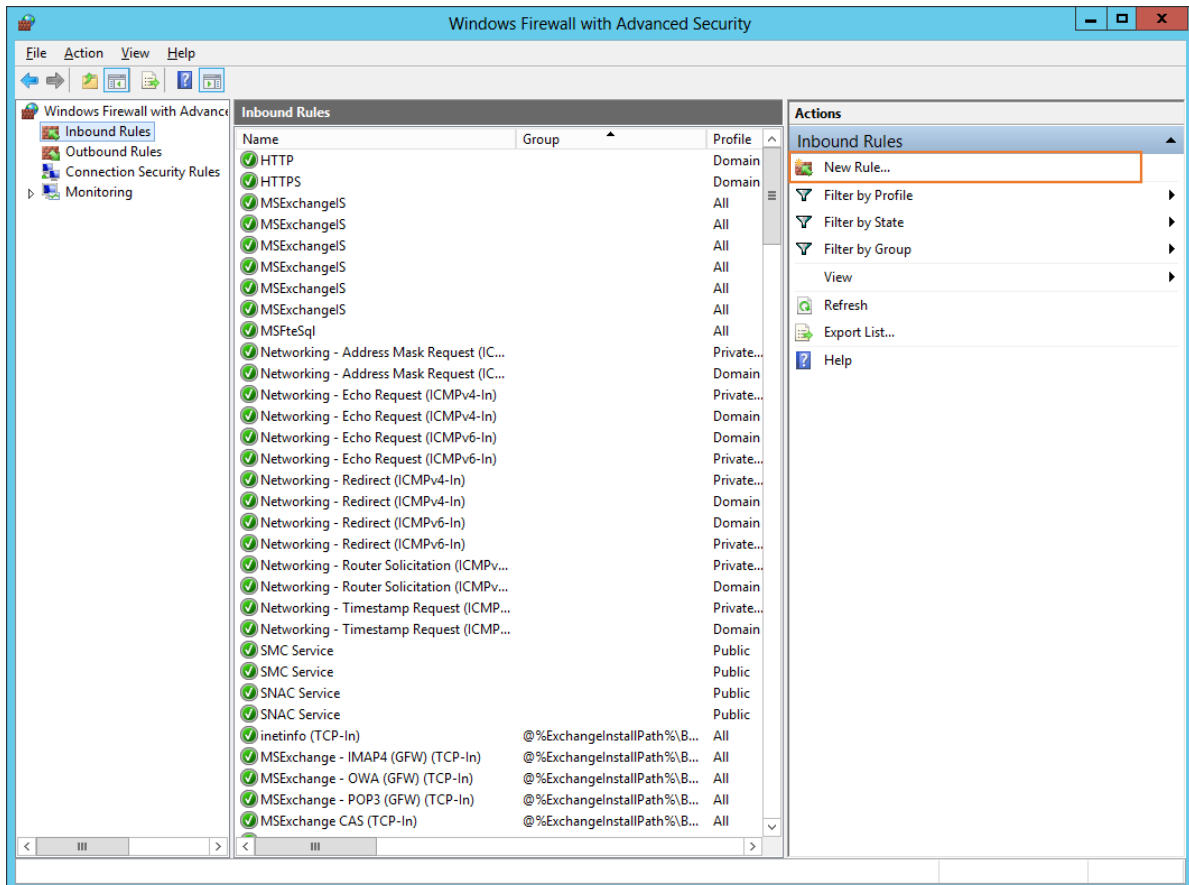 Windows Firewall with Advanced Security
File Action View Help
Windows Firewall with Advance
Inbound Rules
Outbound Rules
Connection Security Rules
Monitoring
Inbound Rules
Name Group Profile
HTTP Domain
HTTPS Domain
MSExchangeIS All
MSExchangeIS All
MSExchangeIS All
MSExchangeIS All
MSExchangeIS All
MSExchangeIS All
MSFteSql All
Networking - Address Mask Request (IC... Private...
Networking - Address Mask Request (IC... Domain
Networking - Echo Request (ICMPv4-In) Private...
Networking - Echo Request (ICMPv4-In) Domain
Networking - Echo Request (ICMPv6-In) Domain
Networking - Echo Request (ICMPv6-In) Private...
Networking - Redirect (ICMPv4-In) Private...
Networking - Redirect (ICMPv4-In) Domain
Networking - Redirect (ICMPv6-In) Domain
Networking - Redirect (ICMPv6-In) Private...
Networking - Router Solicitation (ICMPv... Private...
Networking - Router Solicitation (ICMPv... Domain
Networking - Timestamp Request (ICMP... Private...
Networking - Timestamp Request (ICMP... Domain
SMC Service Public
SMC Service Public
SNAC Service Public
SNAC Service Public
inetinfo (TCP-In) @%ExchangeInstallPath%\B... All
MSExchange - IMAP4 (GFW) (TCP-In) @%ExchangeInstallPath%\B... All
MSExchange - OWA (GFW) (TCP-In) @%ExchangeInstallPath%\B... All
MSExchange - POP3 (GFW) (TCP-In) @%ExchangeInstallPath%\B... All
MSExchange CAS (TCP-In) @%ExchangeInstallPath%\B... All
Actions
Inbound Rules
New Rule...
Filter by Profile
Filter by State
Filter by Group
View
Refresh
Export List...
Help